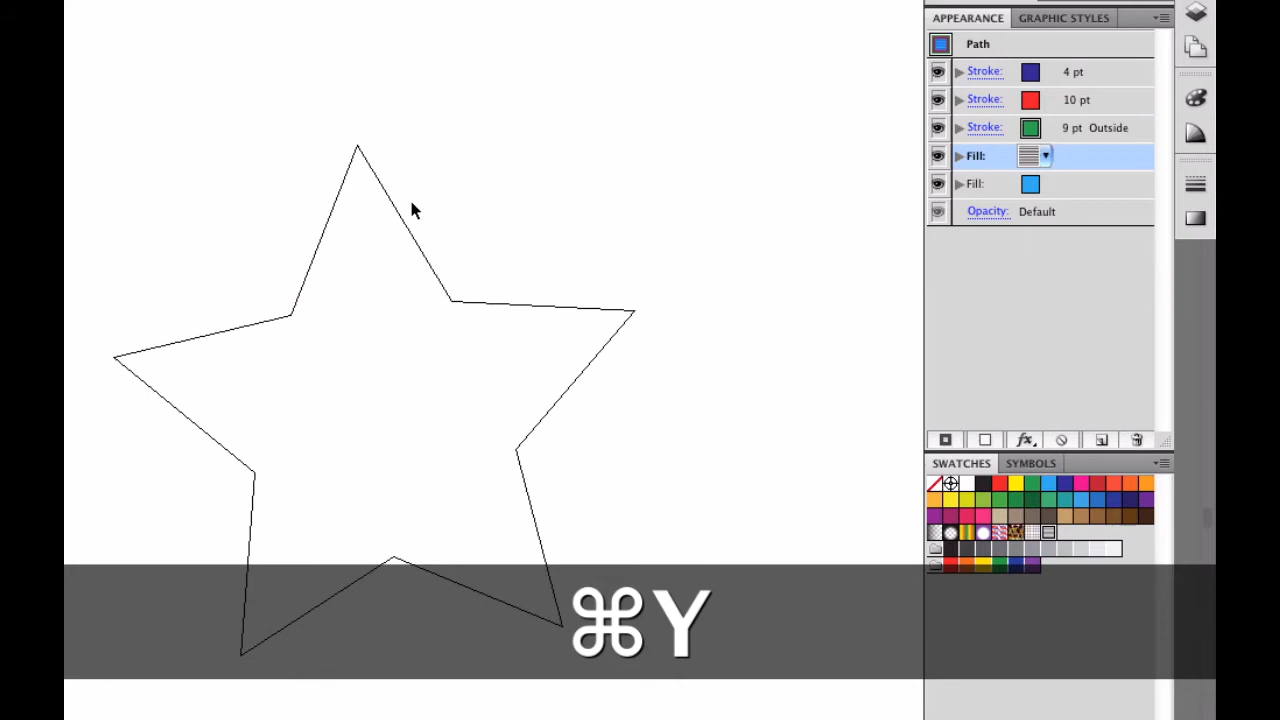 APPEARANCE GRAPHIC STYLES
Path
Stroke: 4 pt
Stroke: 10 pt
Stroke: 9 pt Outside
Fill:
Fill:
Opacity: Default
fx
SWATCHES SYMBOLS
⌘Y